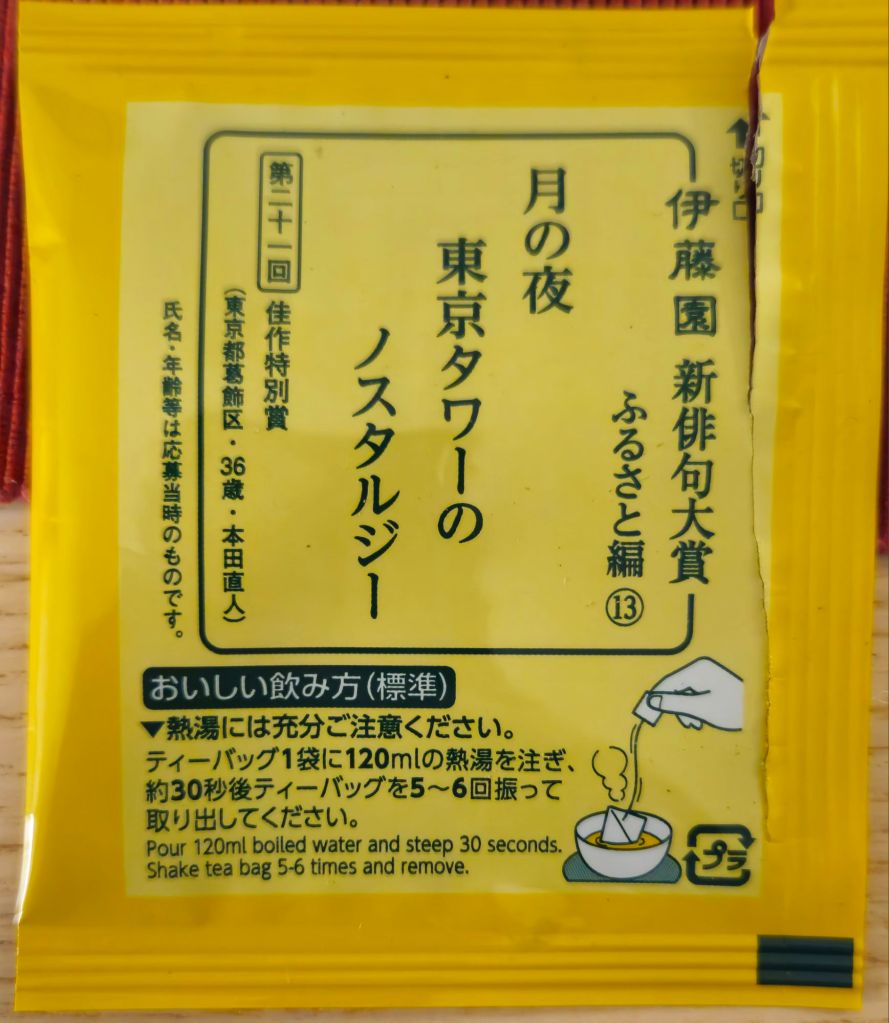 切り口
伊藤園 新俳句大賞
ふるさと編 ⑬
月の夜
東京タワーの
ノスタルジー
第二十一回 佳作特別賞
(東京都葛飾区・36歳・本田直人)
氏名・年齢等は応募当時のものです。
おいしい飲み方(標準)
▼熱湯には充分ご注意ください。
ティーバッグ1袋に120mlの熱湯を注ぎ、
約30秒後ティーバッグを5〜6回振って
取り出してください。
Pour 120ml boiled water and steep 30 seconds.
Shake tea bag 5-6 times and remove.
プラ